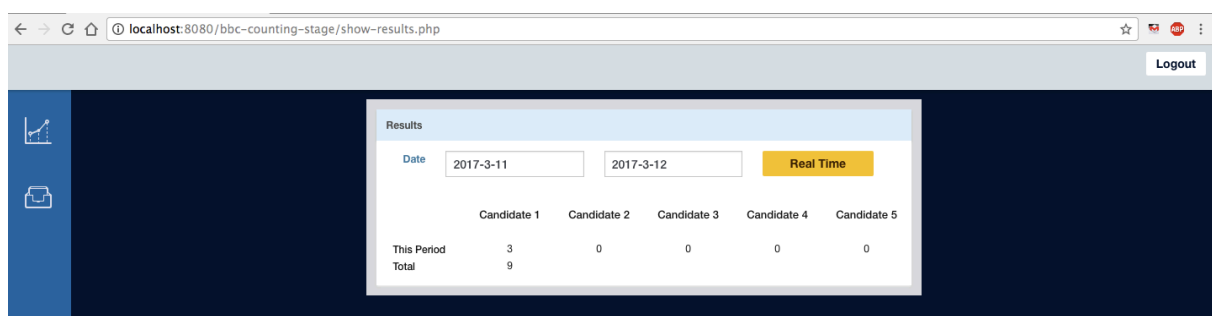 localhost:8080/bbc-counting-stage/show-results.php
ABP
Logout
Results
Date 2017-3-11 2017-3-12 Real Time
Candidate 1 Candidate 2 Candidate 3 Candidate 4 Candidate 5
This Period 3 0 0 0 0
Total 9